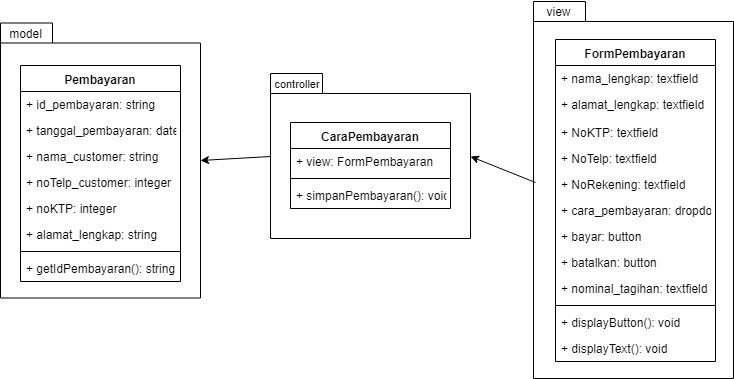 model
Pembayaran
+ id_pembayaran: string
+ tanggal_pembayaran: date
+ nama_customer: string
+ noTelp_customer: integer
+ noKTP: integer
+ alamat_lengkap: string
+ getIdPembayaran(): string
controller
CaraPembayaran
+ view: FormPembayaran
+ simpanPembayaran(): voic
view
FormPembayaran
+ nama_lengkap: textfield
+ alamat_lengkap: textfield
+ NoKTP: textfield
+ NoTelp: textfield
+ NoRekening: textfield
+ cara_pembayaran: dropdo
+ bayar: button
+ batalkan: button
+ nominal_tagihan: textfield
+ displayButton(): void
+ displayText(): void